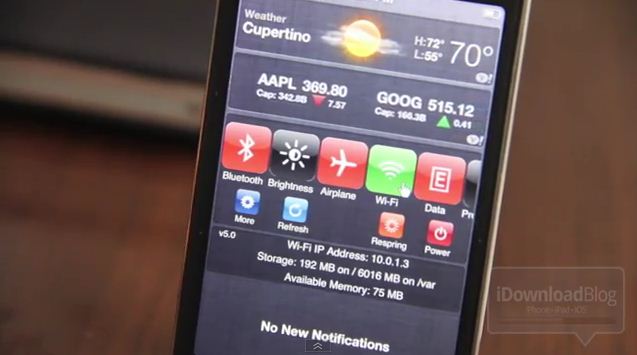 Weather
Cupertino
H: 72°
L: 55°
70°
AAPL 369.80
Cap: 342.8B 7.57
GOOG 515.12
Cap: 166.3B 0.41
Bluetooth Brightness Airplane Wi-Fi E Data
More Refresh Respring Power
v5.0
Wi-Fi IP Address: 10.0.1.3
Storage: 192 MB on / 6016 MB on /var
Available Memory: 75 MB
No New Notifications
iDownloadBlog
iPhone • iPad • iOS